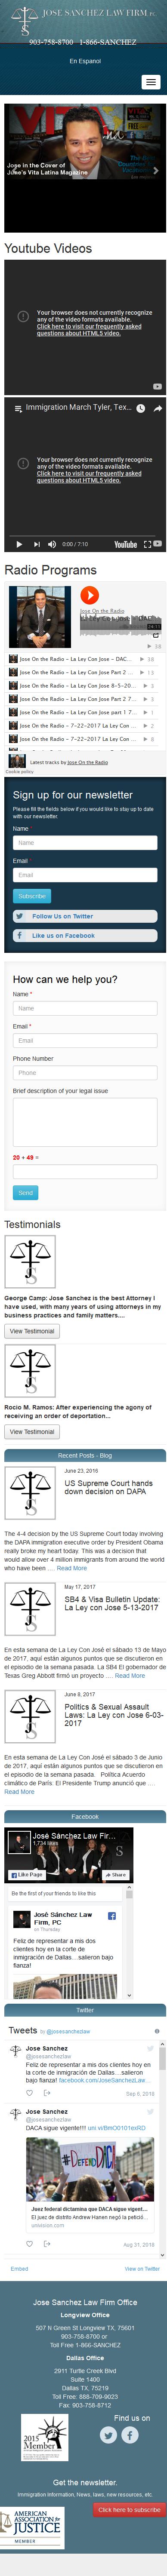 JOSE SANCHEZ LAW FIRM, P.C.
903-758-8700 1-866-SANCHEZ
En Espanol
Jose in the Cover of
Jose's Vita Latina Magazine
Youtube Videos
Your browser does not currently recognize
any of the video formats available.
Click here to visit our frequently asked
questions about HTML5 video.
Immigration March Tyler, Tex...
Your browser does not currently recognize
any of the video formats available.
Click here to visit our frequently asked
questions about HTML5 video.
0:00 / 7:10
YouTube
Radio Programs
Jose On the Radio
Jose On the Radio - La Ley Con Jose - DAC...
Jose On the Radio - La Ley Con Jose Part 2
Jose On the Radio - La Ley Con Jose 8-5-20...
Jose On the Radio - La Ley Con Jose Part 2 7...
Jose On the Radio - La Ley Con Jose part 1 7...
Jose On the Radio - 7-22-2017 La Ley Con
Jose On the Radio - 7-22-2017 La Ley Con
Latest tracks by Jose On the Radio
Cookie policy
Sign up for our newsletter
Please fill the fields below if you would like to stay up to date
with our newsletter.
Name *
Name
Email *
Email
Subscribe
Follow Us on Twitter
Like us on Facebook
How can we help you?
Name *
Name
Email *
Email
Phone Number
Phone
Brief description of your legal issue
20 + 49 =
Send
Testimonials
George Camp: Jose Sanchez is the best Attorney I
have used, with many years of using attorneys in my
business practices and family matters....
View Testimonial
Rocio M. Ramos: After experiencing the agony of
receiving an order of deportation...
View Testimonial
Recent Posts - Blog
June 23, 2016
US Supreme Court hands
down decision on DAPA
The 4-4 decision by the US Supreme Court today involving
the DAPA immigration executive order by President Obama
really broke my heart today. This was a decision that
would allow over 4 million immigrants from around the world
who have been .... Read More
May 17, 2017
SB4 & Visa Bulletin Update:
La Ley con Jose 5-13-2017
En esta semana de La Ley Con José el sábado 13 de Mayo
del 2017, aquí están algunos puntos que se discutieron en
el episodio de la semana pasada. La SB4 El gobernador de
Texas Greg Abbott firmó un proyecto .... Read More
June 8, 2017
Politics & Sexual Assault
Laws: La Ley con Jose 6-03-
2017
En esta semana de La Ley Con José el sábado 3 de Junio
del 2017, aquí están algunos puntos que se discutieron en
el episodio de la semana pasada. Política Acerdo
climático de París. El Presidente Trump anunció que ....
Read More
Facebook
José Sánchez Law Fir...
1,734 likes
Like Page
Share
Be the first of your friends to like this
José Sánchez Law
Firm, PC
on Thursday
Feliz de representar a mis dos
clientes hoy en la corte de
inmigración de Dallas....salieron bajo
fianza!
Twitter
Tweets by @josesanchezlaw
Jose Sanchez
@josesanchezlaw
Feliz de representar a mis dos clientes hoy en
la corte de inmigración de Dallas....salieron
bajo fianza! facebook.com/JoseSanchezLaw...
Sep 6, 2018
Jose Sanchez
@josesanchezlaw
DACA sigue vigente!!!! uni.vi/BmO0101exRD
#DefendDACA
Juez federal dictamina que DACA sigue vigent...
El juez de distrito Andrew Hanen negó la petició...
univision.com
Aug 31, 2018
Embed
View on Twitter
Jose Sanchez Law Firm Office
Longview Office
507 N Green St Longview TX, 75601
903-758-8700 or
Toll Free 1-866-SANCHEZ
Dallas Office
2911 Turtle Creek Blvd
Suite 1400
Dallas TX, 75219
Toll Free: 888-709-9023
Fax: 903-758-8712
2015
Member
Find us on
Get the newsletter.
Immigration Information, News, laws, new resources, etc.
Click here to subscribe
AMERICAN
ASSOCIATION for
JUSTICE
MEMBER